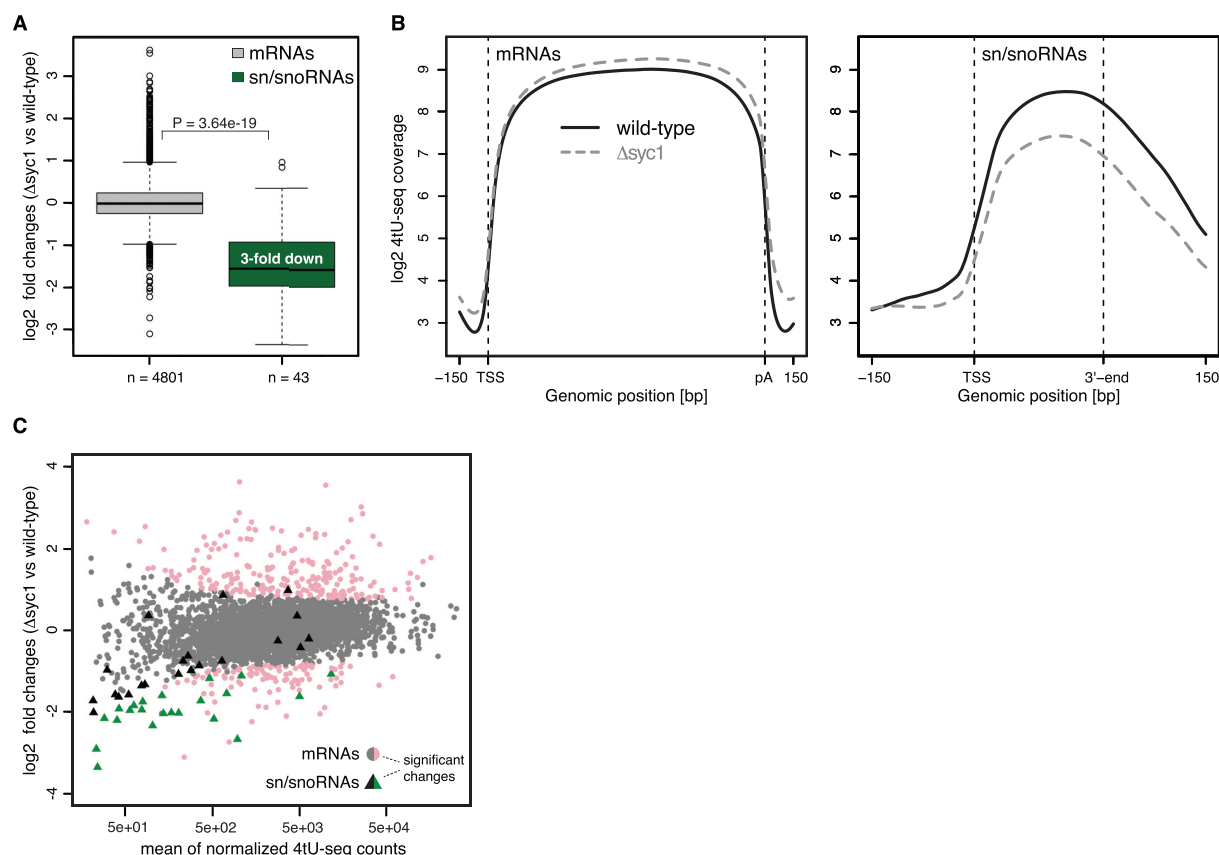 A
log2 fold changes (Δsyc1 vs wild-type)
3
2
1
0
-1
-2
-3
mRNAs
sn/snoRNAs
P = 3.64e-19
3-fold down
n = 4801
n = 43
B
log2 4tU-seq coverage
9
8
7
6
5
4
3
mRNAs
wild-type
Δsyc1
−150
TSS
pA
150
Genomic position [bp]
9
8
7
6
5
4
3
sn/snoRNAs
−150
TSS
3'−end
150
Genomic position [bp]
C
log2 fold changes (Δsyc1 vs wild-type)
4
2
0
-2
-4
mRNAs
sn/snoRNAs
significant
changes
5e+01
5e+02
5e+03
5e+04
mean of normalized 4tU-seq counts